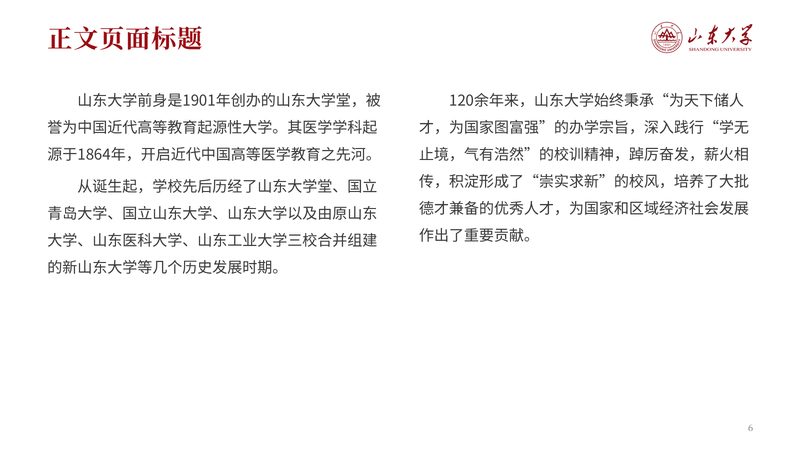 正文页面标题
山东大学
SHANDONG UNIVERSITY
山东大学前身是1901年创办的山东大学堂，被
誉为中国近代高等教育起源性大学。其医学学科起
源于1864年，开启近代中国高等医学教育之先河。
从诞生起，学校先后历经了山东大学堂、国立
青岛大学、国立山东大学、山东大学以及由原山东
大学、山东医科大学、山东工业大学三校合并组建
的新山东大学等几个历史发展时期。
120余年来，山东大学始终秉承“为天下储人
才，为国家图富强”的办学宗旨，深入践行“学无
止境，气有浩然”的校训精神，踔厉奋发，薪火相
传，积淀形成了“崇实求新”的校风，培养了大批
德才兼备的优秀人才，为国家和区域经济社会发展
作出了重要贡献。
6